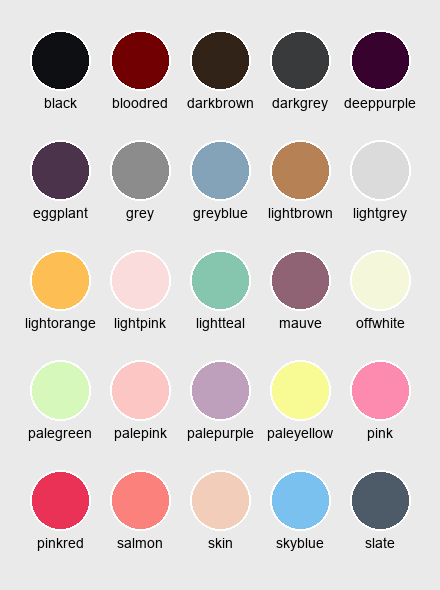 black bloodred darkbrown darkgrey deeppurple
eggplant grey greyblue lightbrown lightgrey
lightorange lightpink lightteal mauve offwhite
palegreen palepink palepurple paleyellow pink
pinkred salmon skin skyblue slate